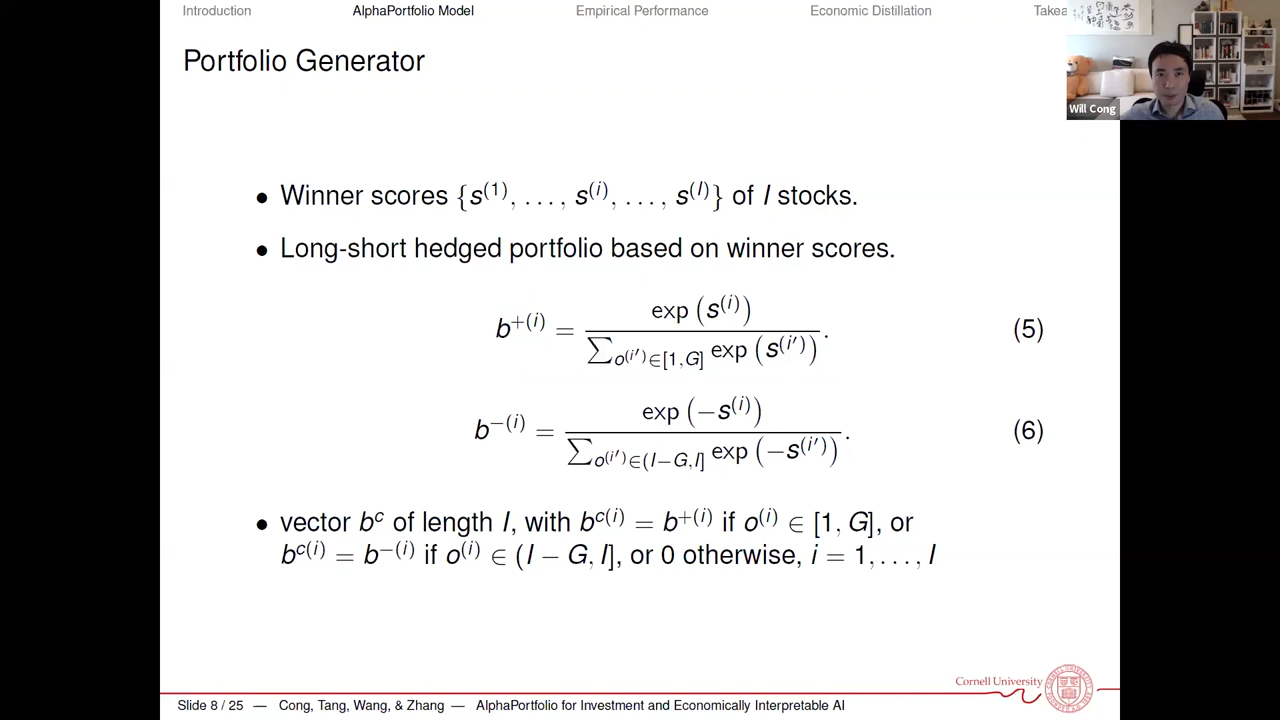 Introduction AlphaPortfolio Model Empirical Performance Economic Distillation Takea
Portfolio Generator
Will Cong
• Winner scores {s^(1), . . . , s^(i), . . . , s^(I)} of I stocks.
• Long-short hedged portfolio based on winner scores.
b^{+(i)} = exp(s^(i)) / ∑_{o^(i′)∈[1,G]} exp(s^(i′)). (5)
b^{−(i)} = exp(−s^(i)) / ∑_{o^(i′)∈(I−G,I]} exp(−s^(i′)). (6)
• vector b^c of length I, with b^{c(i)} = b^{+(i)} if o^(i) ∈ [1, G], or
b^{c(i)} = b^{−(i)} if o^(i) ∈ (I − G, I], or 0 otherwise, i = 1, . . . , I
Cornell University
Slide 8 / 25 — Cong, Tang, Wang, & Zhang — AlphaPortfolio for Investment and Economically Interpretable AI